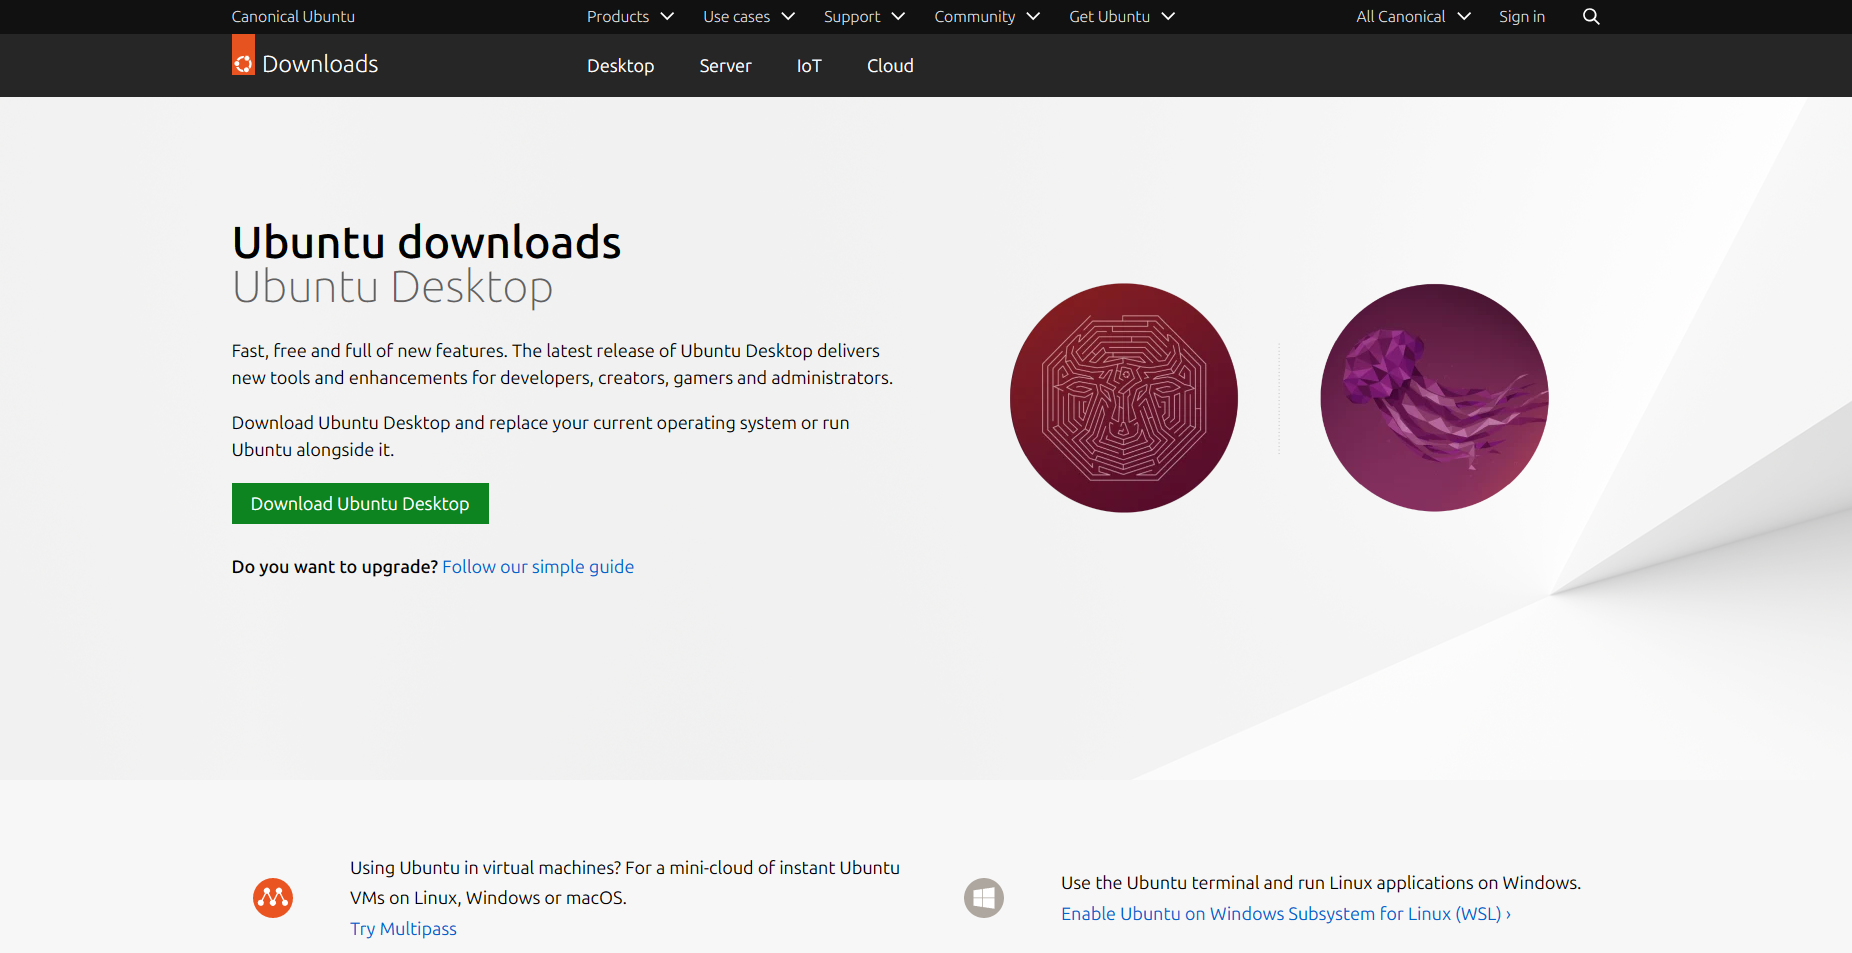 Canonical Ubuntu Products Use cases Support Community Get Ubuntu All Canonical Sign in
Downloads Desktop Server IoT Cloud
Ubuntu downloads
Ubuntu Desktop
Fast, free and full of new features. The latest release of Ubuntu Desktop delivers
new tools and enhancements for developers, creators, gamers and administrators.
Download Ubuntu Desktop and replace your current operating system or run
Ubuntu alongside it.
Download Ubuntu Desktop
Do you want to upgrade? Follow our simple guide
Using Ubuntu in virtual machines? For a mini-cloud of instant Ubuntu
VMs on Linux, Windows or macOS.
Try Multipass
Use the Ubuntu terminal and run Linux applications on Windows.
Enable Ubuntu on Windows Subsystem for Linux (WSL) ›